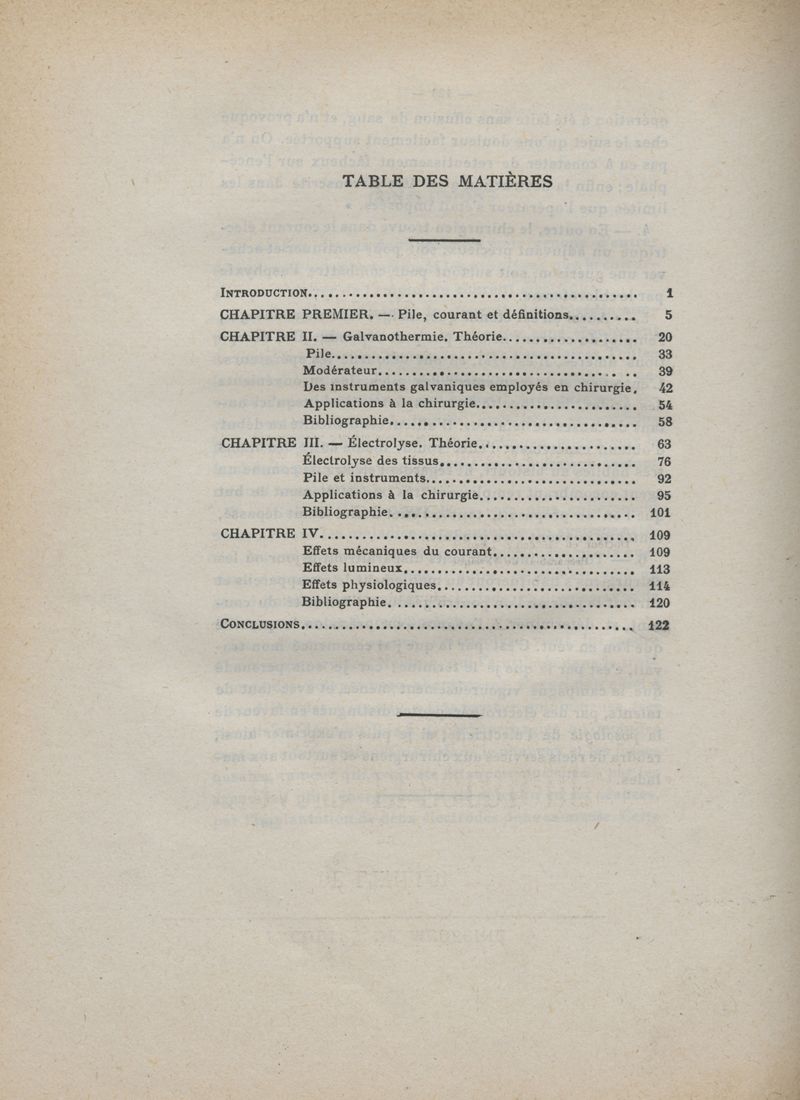 TABLE DES MATIÈRES
INTRODUCTION................................................ 1
CHAPITRE PREMIER. — Pile, courant et définitions.......... 5
CHAPITRE II. — Galvanothermie. Théorie.................... 20
Pile............................................. 33
Modérateur...................................... 39
Des instruments galvaniques employés en chirurgie. 42
Applications à la chirurgie........................ 54
Bibliographie.................................... 58
CHAPITRE III. — Électrolyse. Théorie...................... 63
Électrolyse des tissus............................. 76
Pile et instruments............................... 92
Applications à la chirurgie....................... 95
Bibliographie.................................... 101
CHAPITRE IV.............................................. 109
Effets mécaniques du courant..................... 109
Effets lumineux.................................. 113
Effets physiologiques............................. 114
Bibliographie.................................... 120
CONCLUSIONS................................................ 122